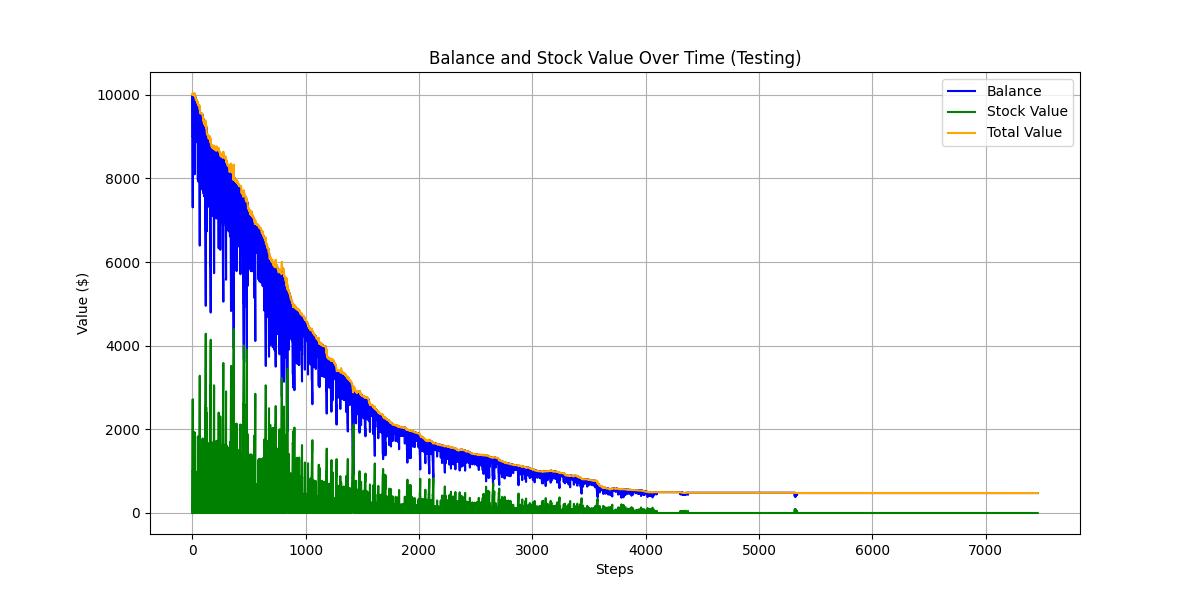 Balance and Stock Value Over Time (Testing)
Balance
Stock Value
Total Value
Value ($)
10000
8000
6000
4000
2000
0
0 1000 2000 3000 4000 5000 6000 7000
Steps